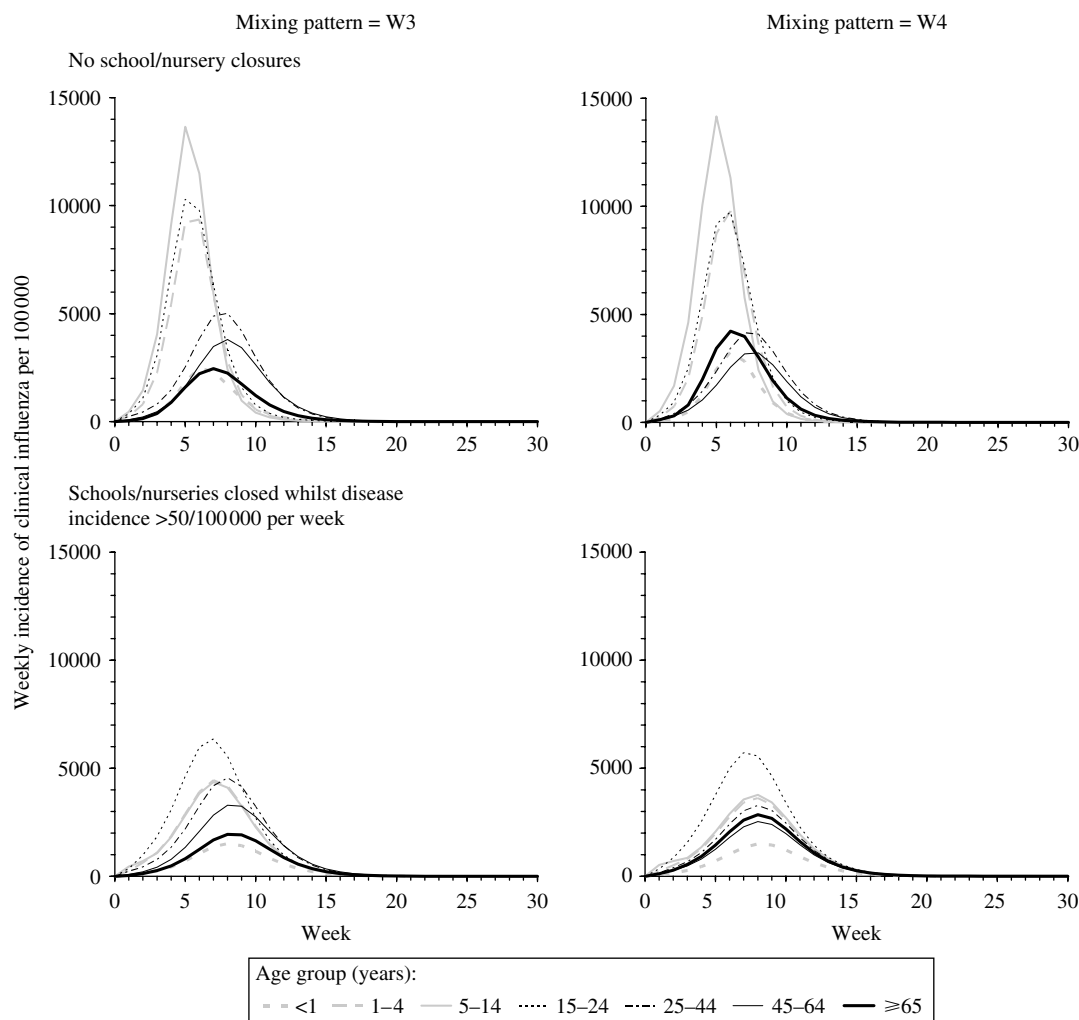 Mixing pattern = W3
Mixing pattern = W4
No school/nursery closures
15000
10000
5000
0
0 5 10 15 20 25 30
15000
10000
5000
0
0 5 10 15 20 25 30
Weekly incidence of clinical influenza per 100000
Schools/nurseries closed whilst disease
incidence >50/100000 per week
15000
10000
5000
0
0 5 10 15 20 25 30
Week
15000
10000
5000
0
0 5 10 15 20 25 30
Week
Age group (years):
<1 1–4 5–14 15–24 25–44 45–64 ⩾65